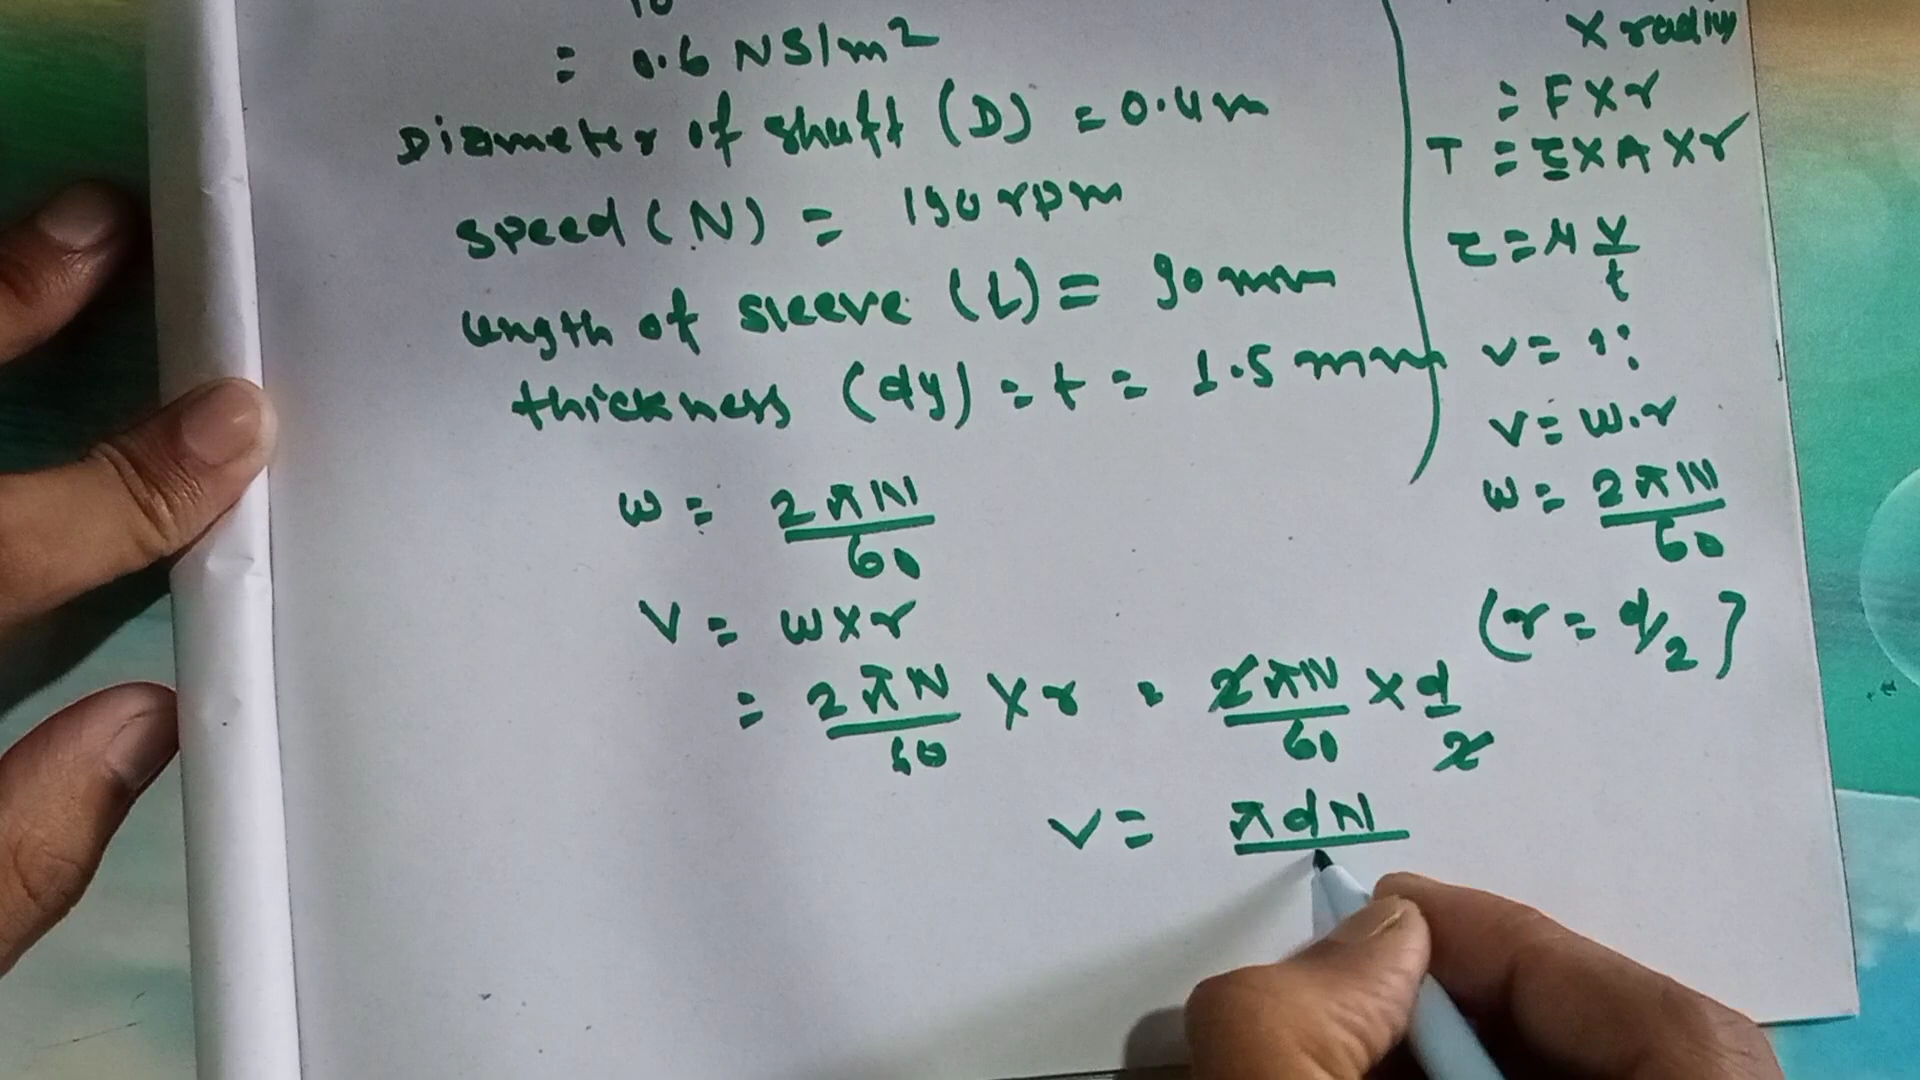 10
= 0.6 NS/m2
Diameter of shaft (D) = 0.4m
speed (N) = 190 rpm
length of sleeve (L) = 90 mm
thickness (dy) = t = 1.5 mm
ω = 2πN/60
V = ω×r
= 2πN/60 × r = 2πN/60 × d/2
V = πdN
× radius
= F×r
T = τ×A×r
τ = μ V/t
V = ?
V = ω.r
ω = 2πN/60
(r = d/2)